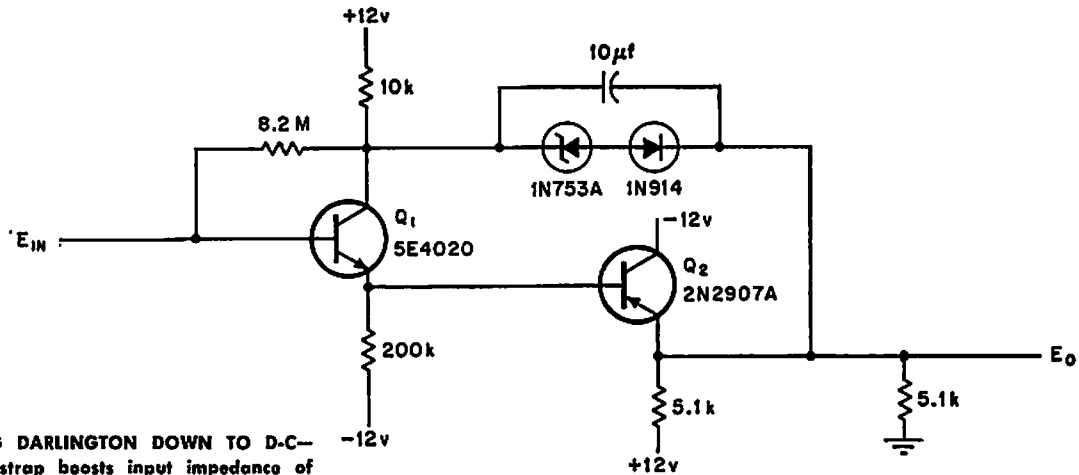 +12v
10k
10µf
8.2 M
1N753A
1N914
E_IN
Q₁
5E4020
-12v
Q₂
2N2907A
200k
-12v
E_O
5.1k
5.1k
+12v
DARLINGTON DOWN TO D-C—
strap boosts input impedance of